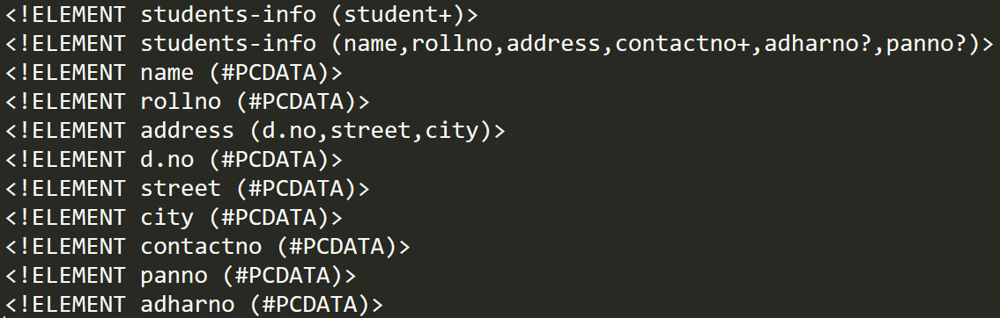 <!ELEMENT students-info (student+)>
<!ELEMENT students-info (name,rollno,address,contactno+,adharno?,panno?)>
<!ELEMENT name (#PCDATA)>
<!ELEMENT rollno (#PCDATA)>
<!ELEMENT address (d.no,street,city)>
<!ELEMENT d.no (#PCDATA)>
<!ELEMENT street (#PCDATA)>
<!ELEMENT city (#PCDATA)>
<!ELEMENT contactno (#PCDATA)>
<!ELEMENT panno (#PCDATA)>
<!ELEMENT adharno (#PCDATA)>